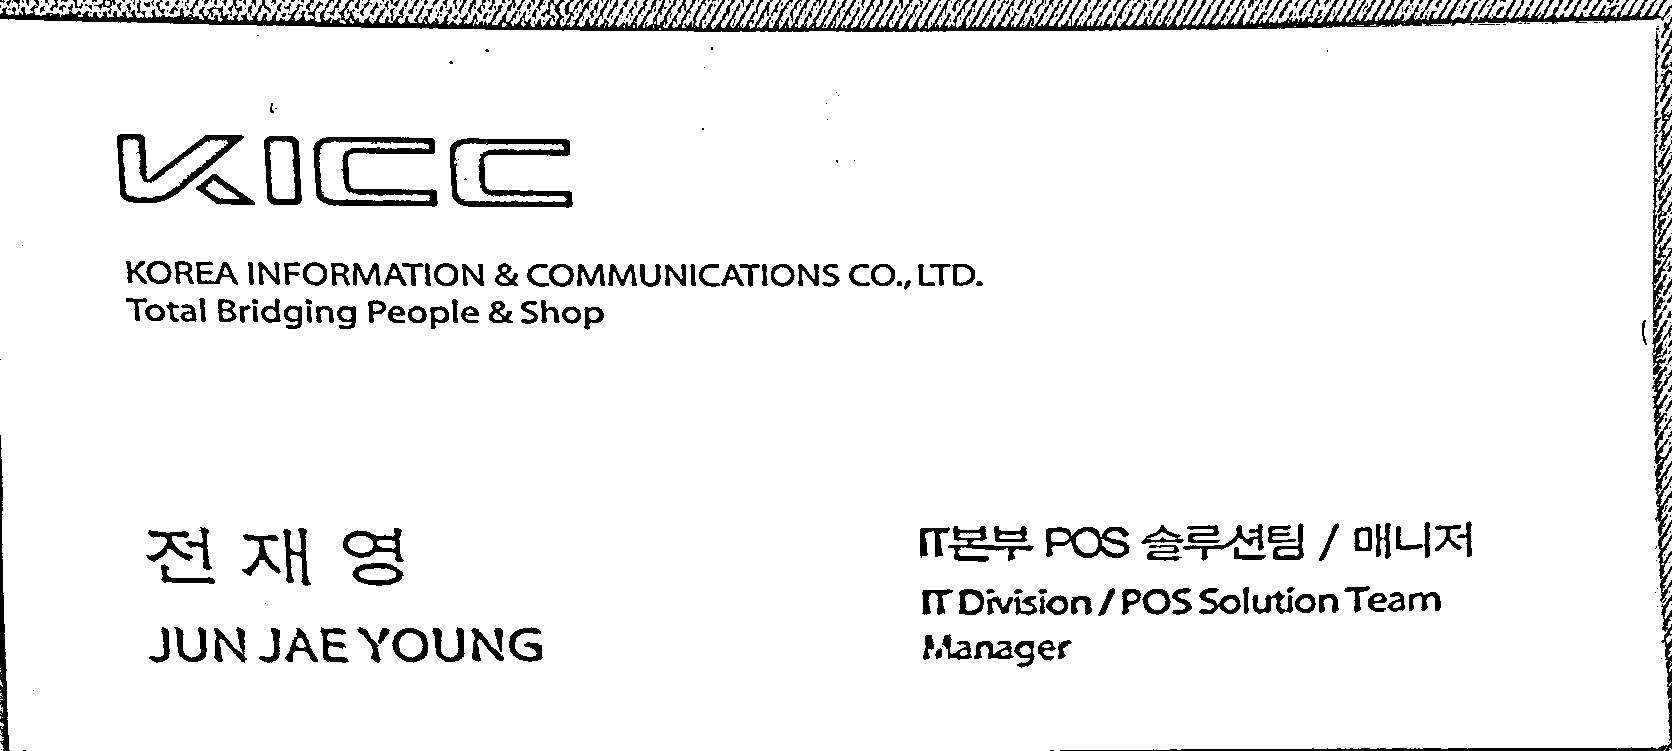 KICC
KOREA INFORMATION & COMMUNICATIONS CO., LTD.
Total Bridging People & Shop
전 재 영
JUN JAE YOUNG
IT본부 POS 솔루션팀 / 매니저
IT Division / POS Solution Team
Manager